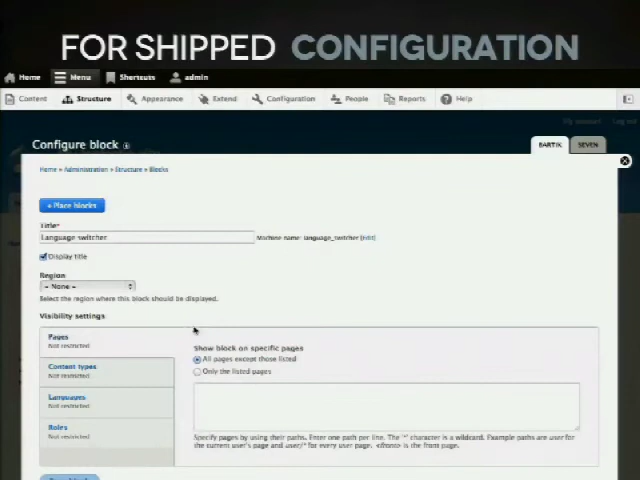 FOR SHIPPED CONFIGURATION
Home Menu Shortcuts admin
Content Structure Appearance Extend Configuration People Reports Help
My account Log out
Configure block
BARTIK SEVEN
Home » Administration » Structure » Blocks
+ Place blocks
Title*
Language switcher Machine name: language_switcher [Edit]
Display title
Region
- None -
Select the region where this block should be displayed.
Visibility settings
Pages
Not restricted
Content types
Not restricted
Languages
Not restricted
Roles
Not restricted
Show block on specific pages
All pages except those listed
Only the listed pages
Specify pages by using their paths. Enter one path per line. The '*' character is a wildcard. Example paths are user for
the current user's page and user/* for every user page. <front> is the front page.